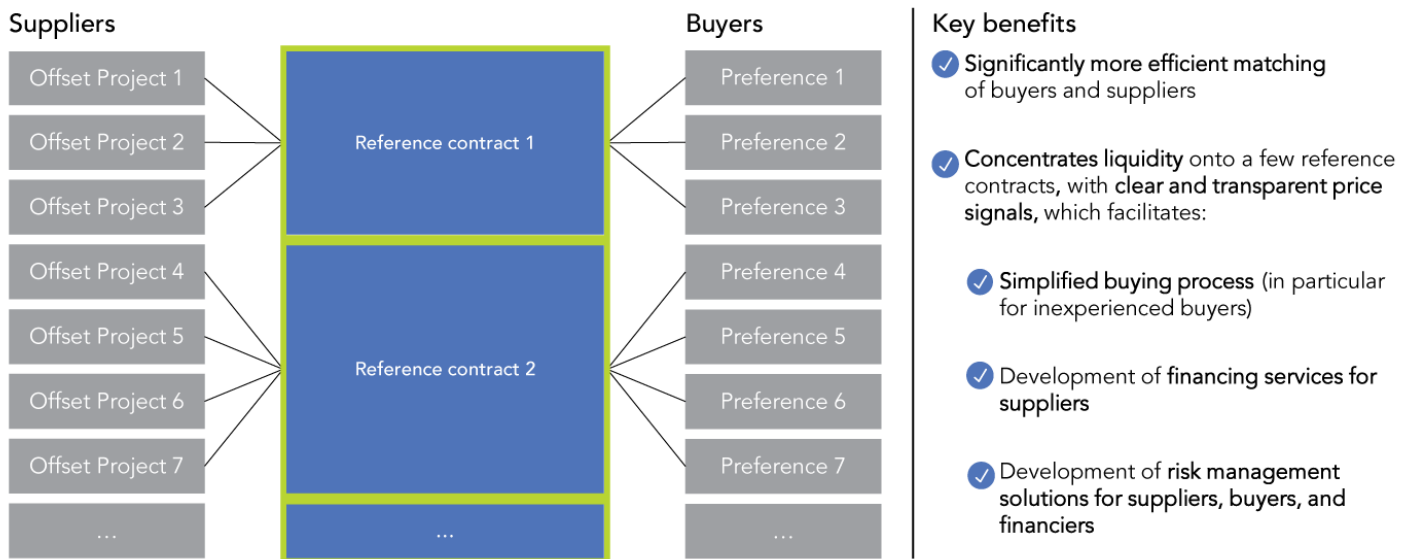 Suppliers
Offset Project 1
Offset Project 2
Offset Project 3
Offset Project 4
Offset Project 5
Offset Project 6
Offset Project 7
...
Reference contract 1
Reference contract 2
...
Buyers
Preference 1
Preference 2
Preference 3
Preference 4
Preference 5
Preference 6
Preference 7
...
Key benefits
Significantly more efficient matching
of buyers and suppliers
Concentrates liquidity onto a few reference
contracts, with clear and transparent price
signals, which facilitates:
Simplified buying process (in particular
for inexperienced buyers)
Development of financing services for
suppliers
Development of risk management
solutions for suppliers, buyers, and
financiers